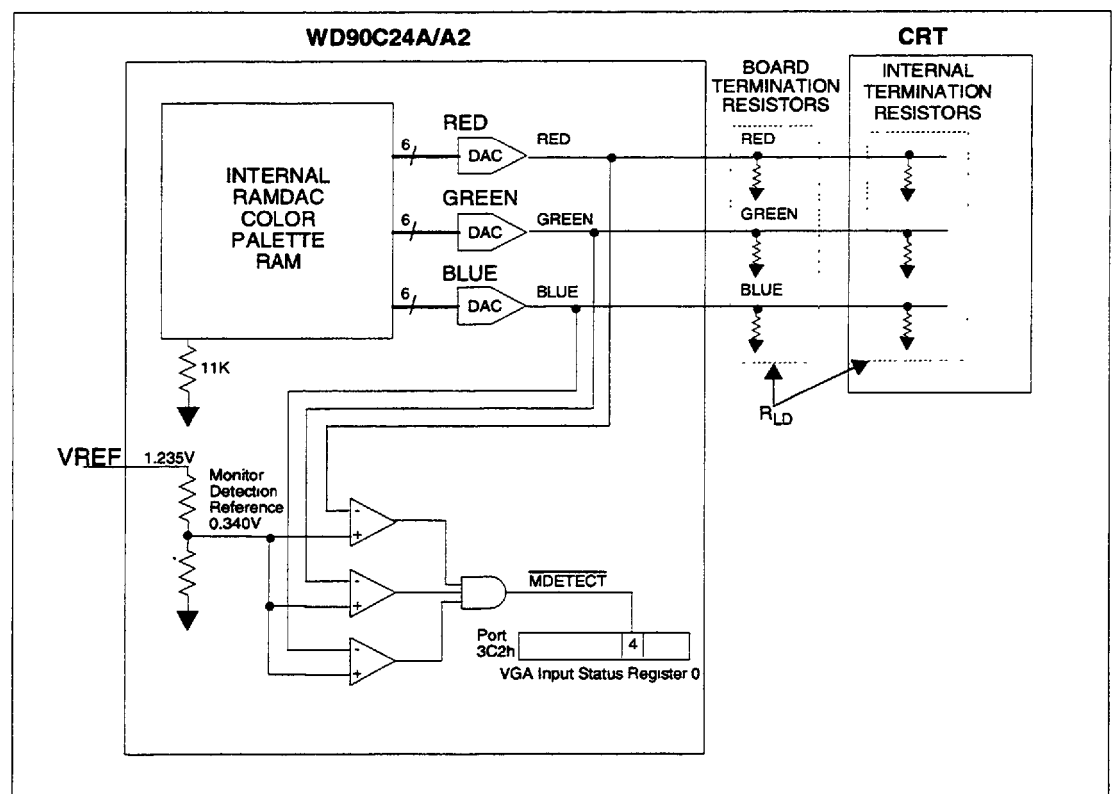 WD90C24A/A2
CRT
BOARD
TERMINATION
RESISTORS
INTERNAL
TERMINATION
RESISTORS
INTERNAL
RAMDAC
COLOR
PALETTE
RAM
RED
6
DAC
RED
RED
GREEN
6
DAC
GREEN
GREEN
BLUE
6
DAC
BLUE
BLUE
11K
RLD
VREF
1.235V
Monitor
Detection
Reference
0.340V
-
+
-
+
-
+
MDETECT
Port
3C2h
4
VGA Input Status Register 0